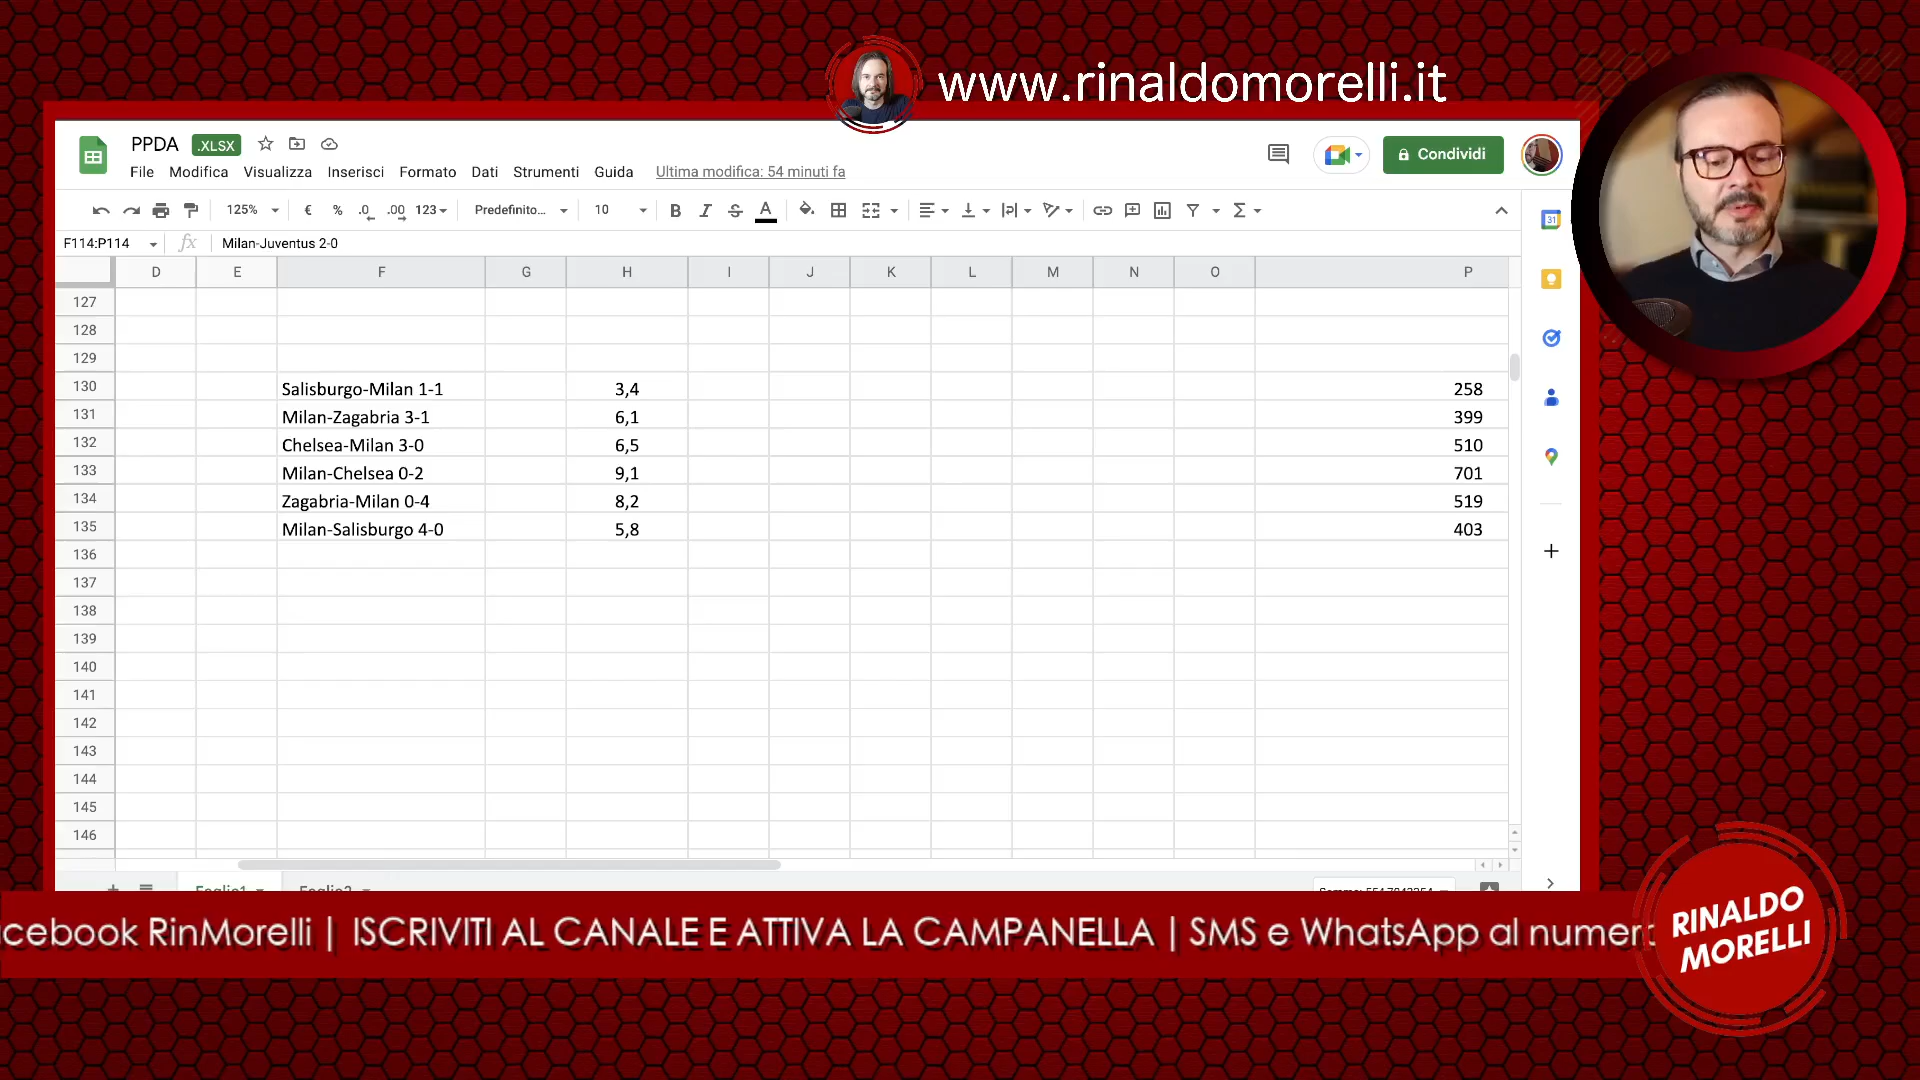 www.rinaldomorelli.it
PPDA .XLSX
File Modifica Visualizza Inserisci Formato Dati Strumenti Guida Ultima modifica: 54 minuti fa
Condividi
125% € % .0 .00 123 Predefinito... 10 B I S A
31
F114:P114 fx Milan-Juventus 2-0
D E F G H I J K L M N O P
127
128
129
130 Salisburgo-Milan 1-1 3,4 258
131 Milan-Zagabria 3-1 6,1 399
132 Chelsea-Milan 3-0 6,5 510
133 Milan-Chelsea 0-2 9,1 701
134 Zagabria-Milan 0-4 8,2 519
135 Milan-Salisburgo 4-0 5,8 403
136
137
138
139
140
141
142
143
144
145
146
Foglio1 Foglio2
cebook RinMorelli | ISCRIVITI AL CANALE E ATTIVA LA CAMPANELLA | SMS e WhatsApp al numero
RINALDO
MORELLI